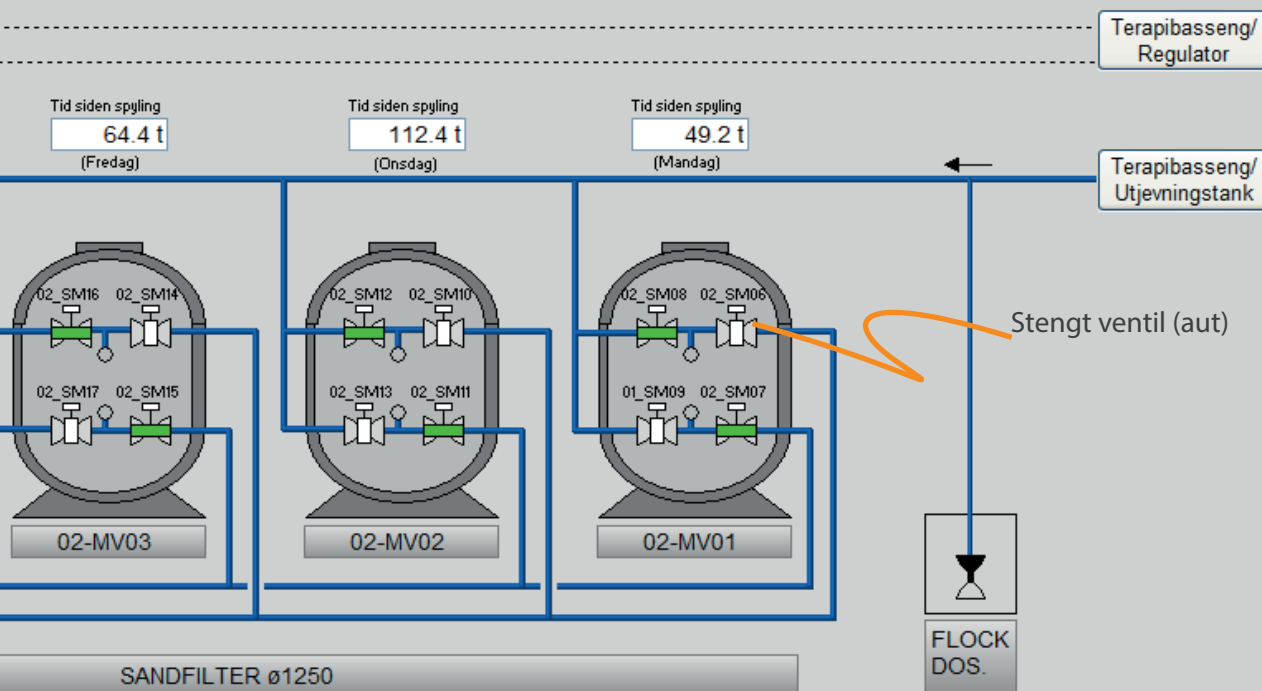 Terapibasseng/
Regulator
Tid siden spyling
64.4 t
(Fredag)
Tid siden spyling
112.4 t
(Onsdag)
Tid siden spyling
49.2 t
(Mandag)
Terapibasseng/
Utjevningstank
02_SM16 02_SM14
02_SM12 02_SM10
02_SM08 02_SM06
Stengt ventil (aut)
02_SM17 02_SM15
02_SM13 02_SM11
01_SM09 02_SM07
02-MV03
02-MV02
02-MV01
FLOCK
DOS.
SANDFILTER ø1250